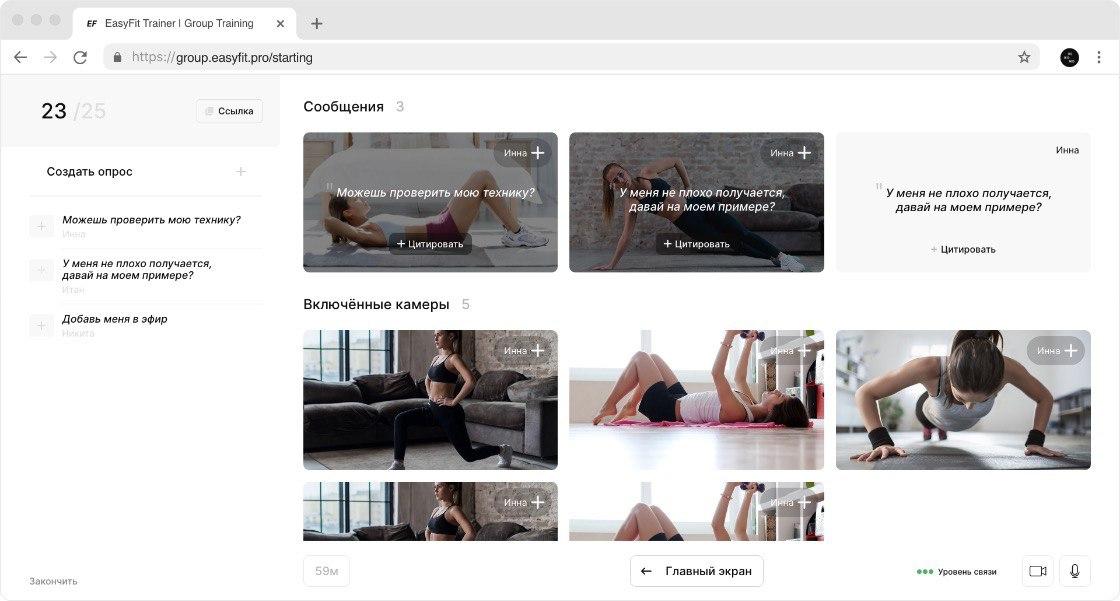 EF EasyFit Trainer | Group Training
https://group.easyfit.pro/starting
23 /25
Ссылка
Создать опрос
Можешь проверить мою технику?
Инна
У меня не плохо получается,
давай на моем примере?
Итан
Добавь меня в эфир
Никита
Закончить
Сообщения 3
Инна
"Можешь проверить мою технику?
Цитировать
Инна
"У меня не плохо получается,
давай на моем примере?
Цитировать
Инна
"У меня не плохо получается,
давай на моем примере?
Цитировать
Включённые камеры 5
Инна
Инна
Инна
Инна
Инна
59м
Главный экран
Уровень связи